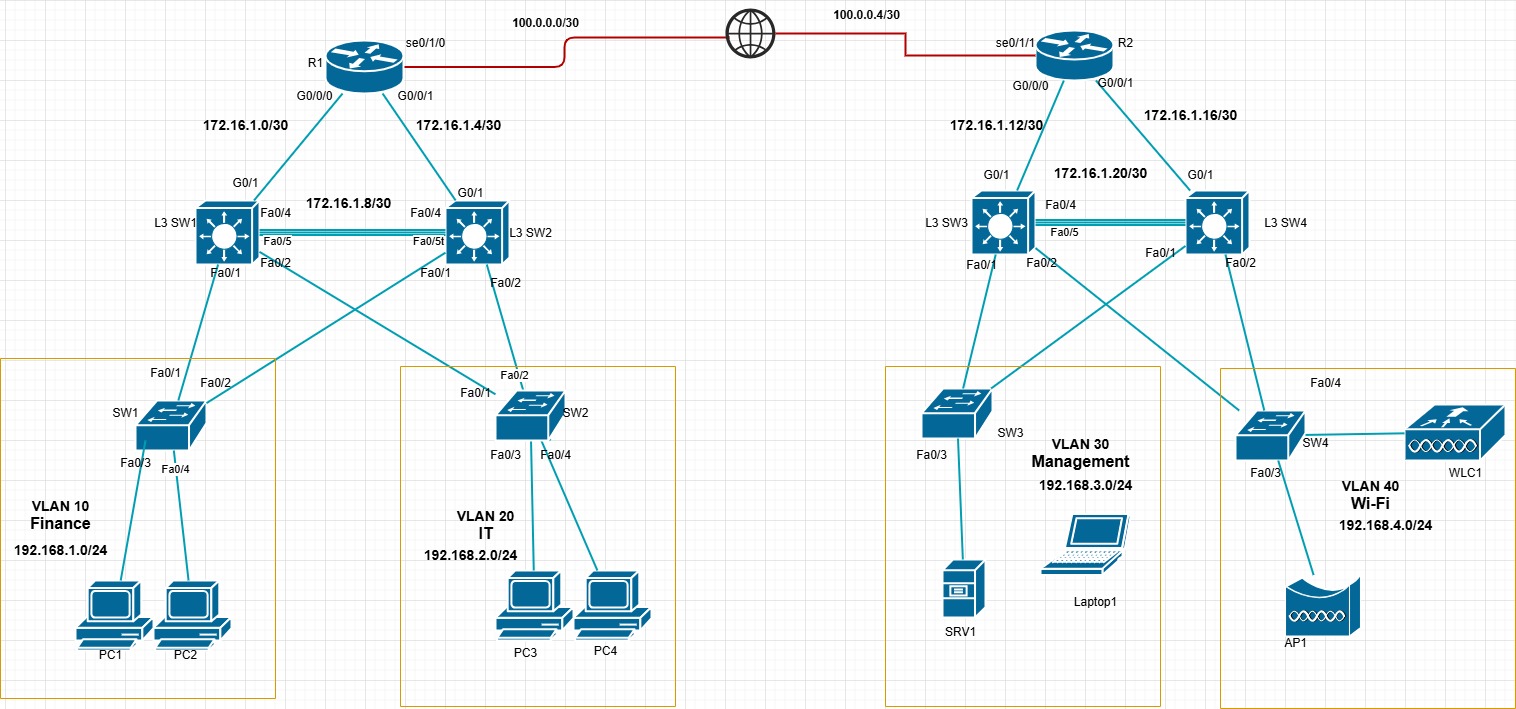 100.0.0.0/30
100.0.0.4/30
R1
se0/1/0
se0/1/1
R2
G0/0/0
G0/0/1
G0/0/0
G0/0/1
172.16.1.0/30
172.16.1.4/30
172.16.1.12/30
172.16.1.16/30
G0/1
G0/1
G0/1
G0/1
172.16.1.8/30
172.16.1.20/30
L3 SW1
Fa0/4
Fa0/4
L3 SW2
Fa0/5
Fa0/5t
L3 SW3
Fa0/4
Fa0/5
L3 SW4
Fa0/1
Fa0/2
Fa0/1
Fa0/2
Fa0/1
Fa0/2
Fa0/1
Fa0/2
Fa0/1
Fa0/2
SW1
Fa0/3
Fa0/4
VLAN 10
Finance
192.168.1.0/24
PC1
PC2
Fa0/2
Fa0/1
SW2
Fa0/3
Fa0/4
VLAN 20
IT
192.168.2.0/24
PC3
PC4
SW3
Fa0/3
VLAN 30
Management
192.168.3.0/24
Laptop1
SRV1
Fa0/4
SW4
Fa0/3
WLC1
VLAN 40
Wi-Fi
192.168.4.0/24
AP1